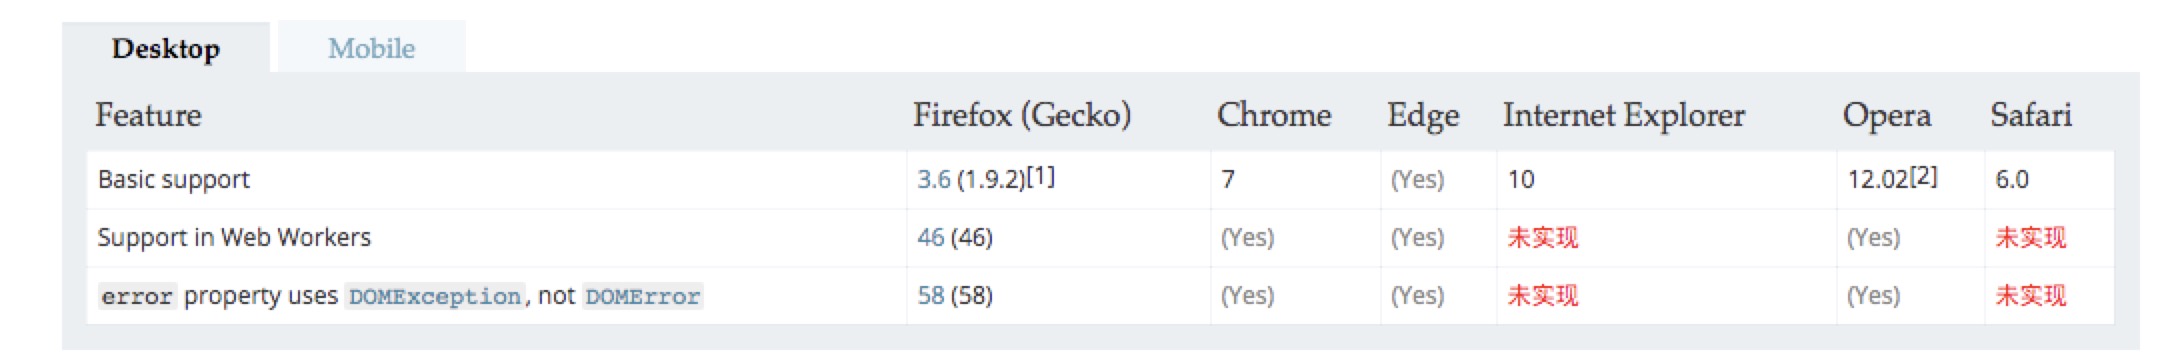 Desktop Mobile
Feature Firefox (Gecko) Chrome Edge Internet Explorer Opera Safari
Basic support 3.6 (1.9.2)[1] 7 (Yes) 10 12.02[2] 6.0
Support in Web Workers 46 (46) (Yes) (Yes) 未实现 (Yes) 未实现
error property uses DOMException, not DOMError 58 (58) (Yes) (Yes) 未实现 (Yes) 未实现